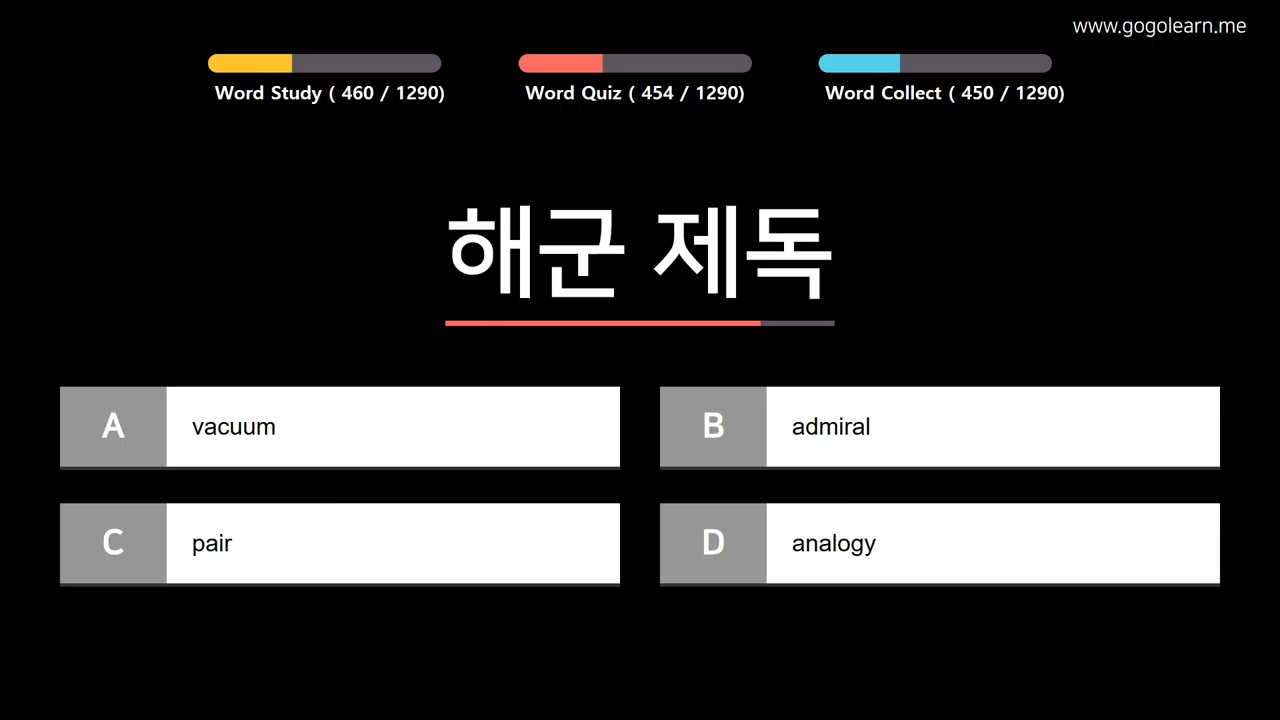 www.gogolearn.me
Word Study ( 460 / 1290)
Word Quiz ( 454 / 1290)
Word Collect ( 450 / 1290)
해군 제독
A
vacuum
B
admiral
C
pair
D
analogy